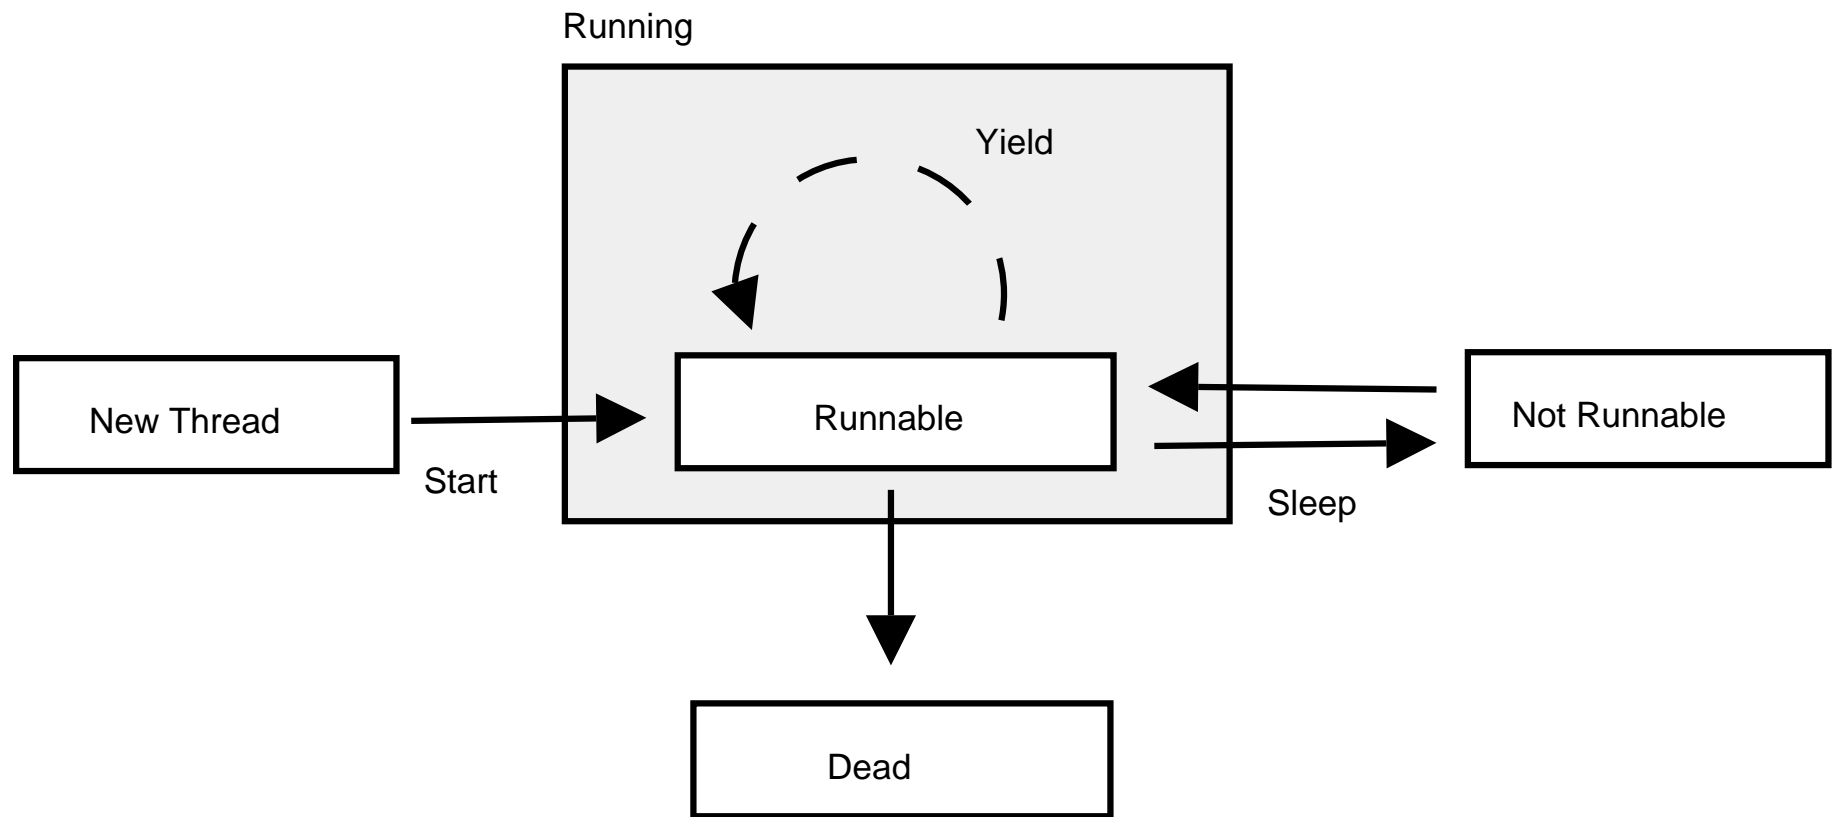 Running
Yield
New Thread
Runnable
Not Runnable
Start
Sleep
Dead